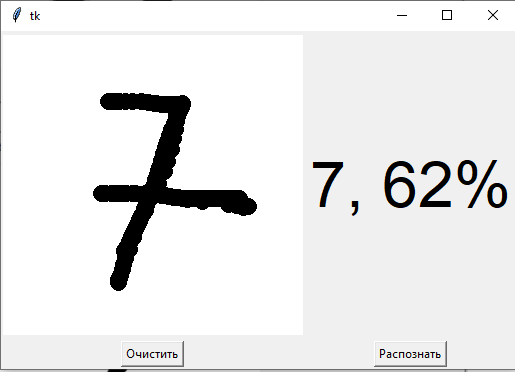 tk
7
7, 62%
Очистить
Распознать